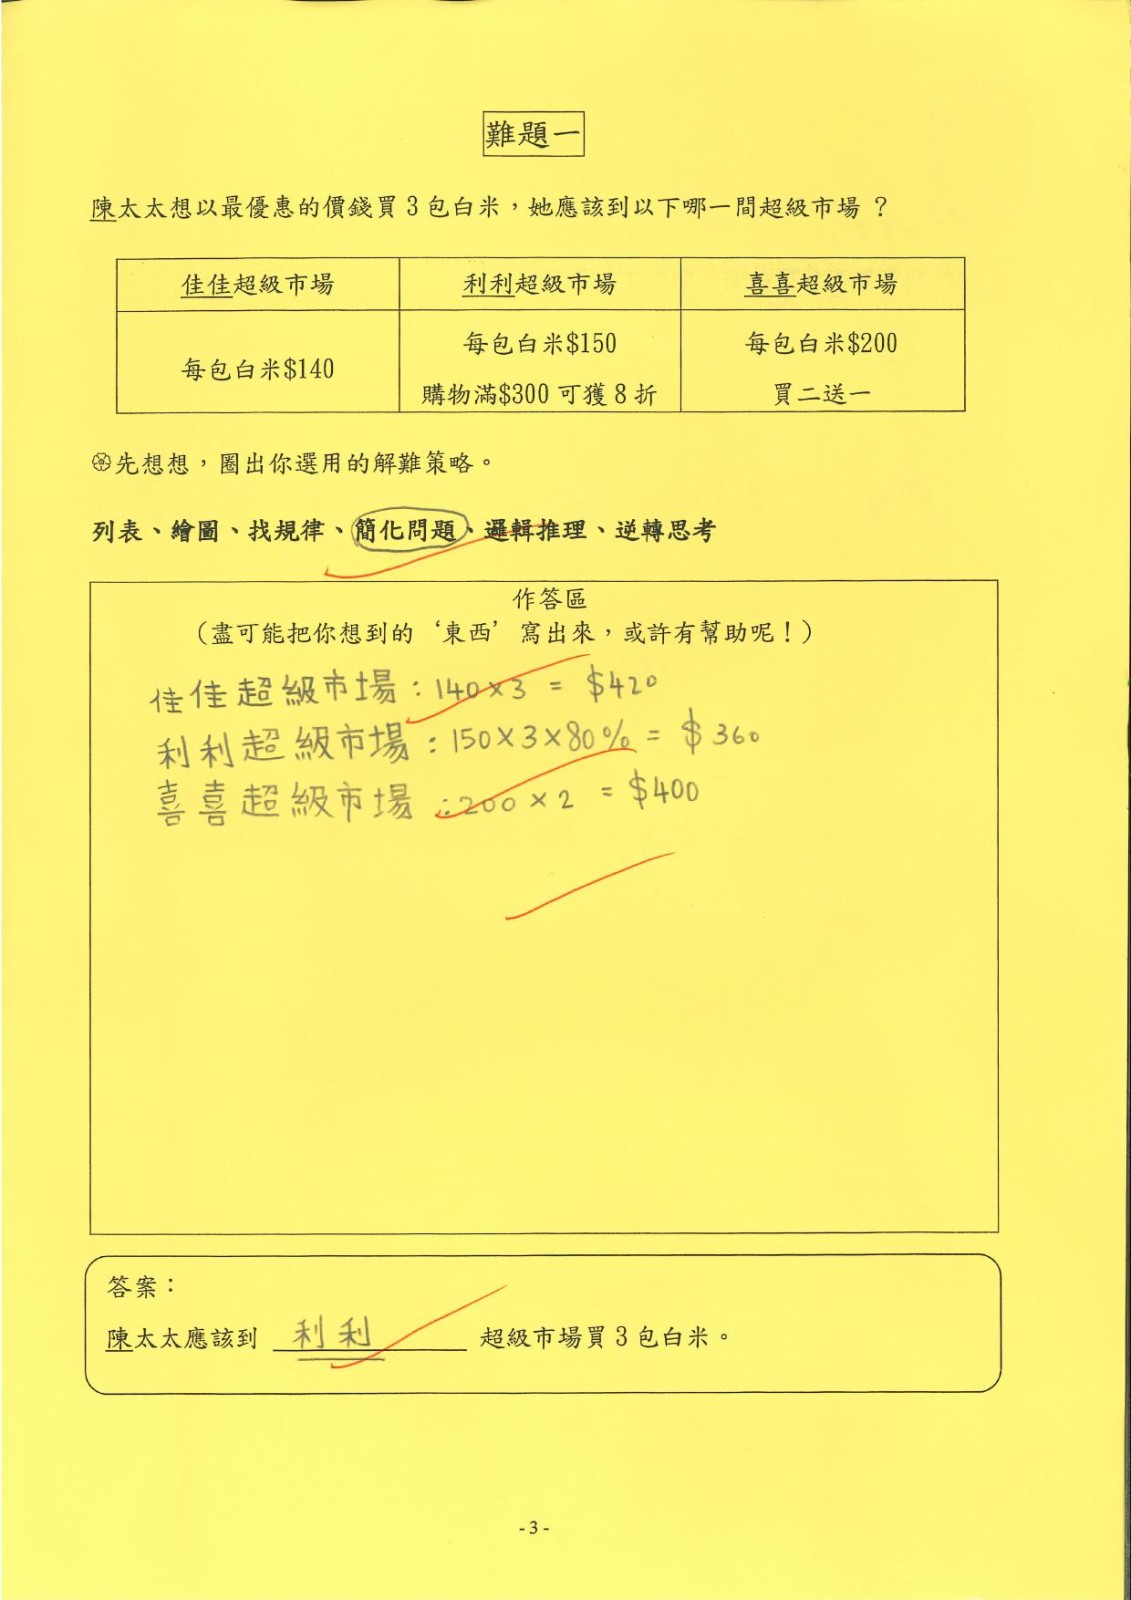 難題一
陳太太想以最優惠的價錢買 3 包白米，她應該到以下哪一間超級市場 ？
佳佳超級市場 利利超級市場 喜喜超級市場
每包白米$140
每包白米$150
購物滿$300 可獲 8 折
每包白米$200
買二送一
先想想，圈出你選用的解難策略。
列表、繪圖、找規律、簡化問題、邏輯推理、逆轉思考
作答區
（盡可能把你想到的‘東西’寫出來，或許有幫助呢！）
佳佳超級市場：140×3 = $420
利利超級市場：150×3×80% = $360
喜喜超級市場：200×2 = $400
答案：
陳太太應該到 利利 超級市場買 3 包白米。
- 3 -